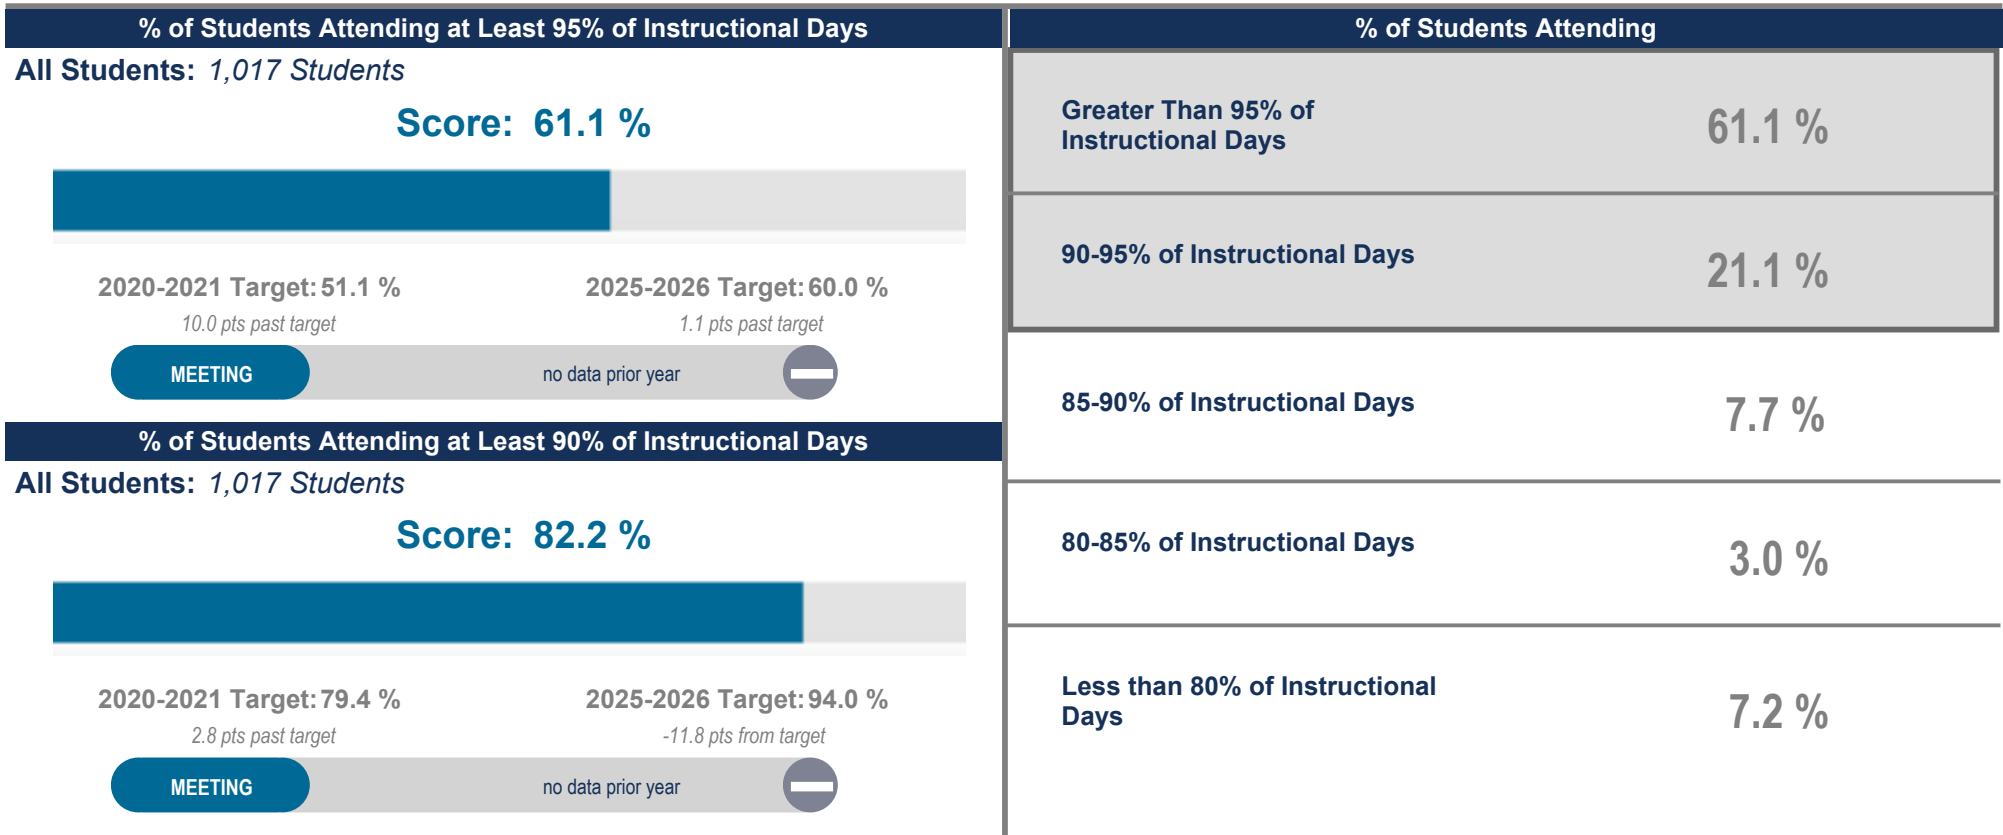 % of Students Attending at Least 95% of Instructional Days
All Students: 1,017 Students
Score: 61.1 %
2020-2021 Target: 51.1 %
10.0 pts past target
2025-2026 Target: 60.0 %
1.1 pts past target
MEETING
no data prior year
% of Students Attending at Least 90% of Instructional Days
All Students: 1,017 Students
Score: 82.2 %
2020-2021 Target: 79.4 %
2.8 pts past target
2025-2026 Target: 94.0 %
-11.8 pts from target
MEETING
no data prior year
% of Students Attending
Greater Than 95% of
Instructional Days
61.1 %
90-95% of Instructional Days
21.1 %
85-90% of Instructional Days
7.7 %
80-85% of Instructional Days
3.0 %
Less than 80% of Instructional
Days
7.2 %